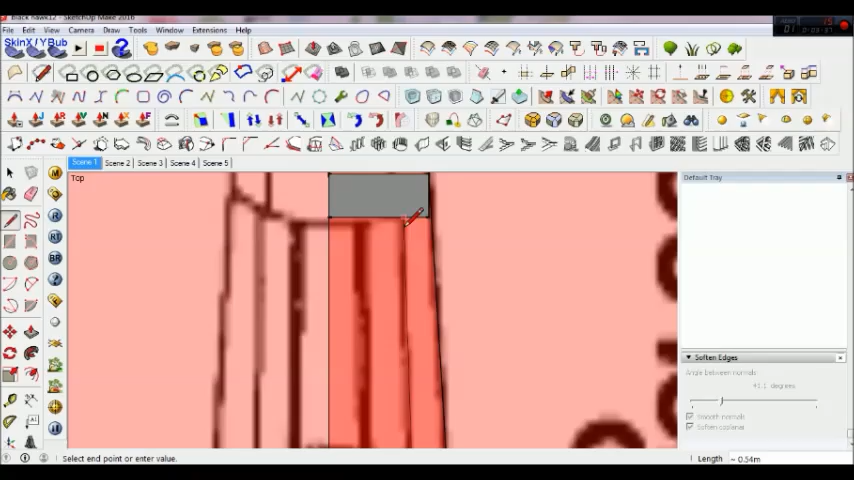 Black hawk12 - SketchUp Make 2016
File Edit View Camera Draw Tools Window Extensions Help
SkinX/YBub
Scene 1 Scene 2 Scene 3 Scene 4 Scene 5
Top
Default Tray
Soften Edges
Angle between normals
degrees
Smooth normals
Soften coplanar
Select end point or enter value.
Length ~ 0.54m